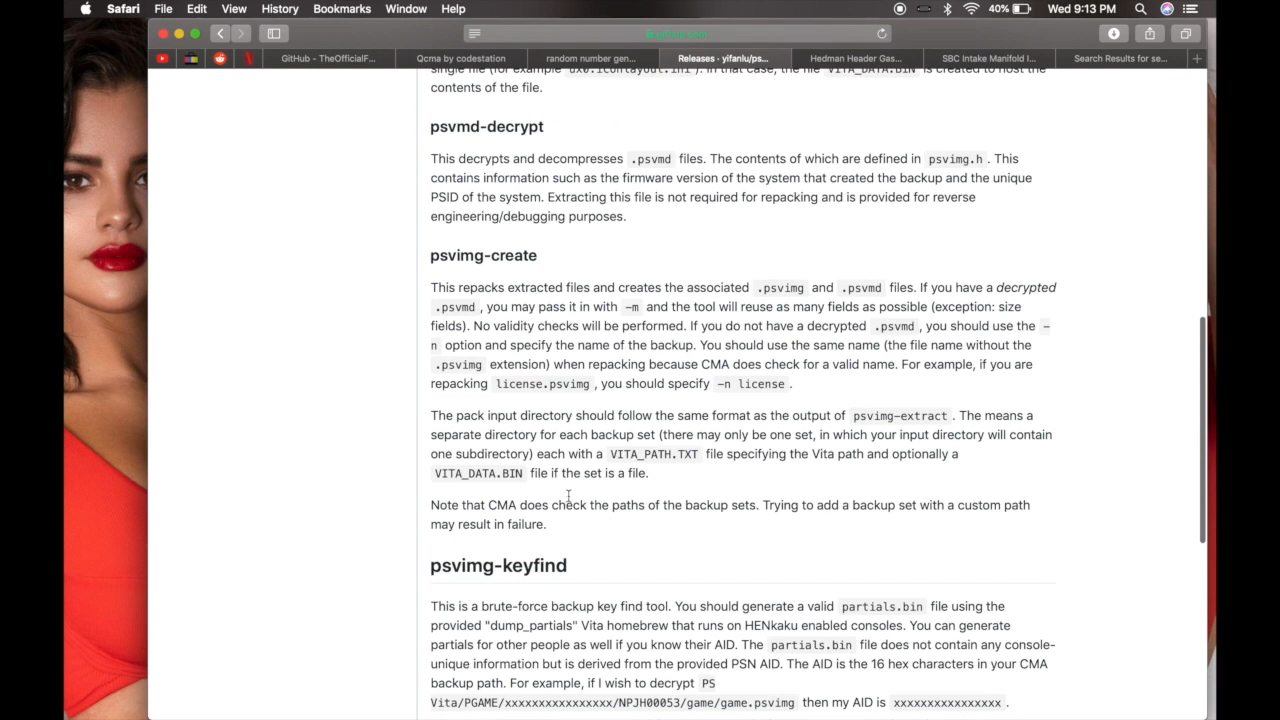 Safari File Edit View History Bookmarks Window Help 40% Wed 9:13 PM
GitHub - TheOfficialF... Qcma by codestation random number gen... Releases · yifanlu/ps... Hedman Header Gas... SBC Intake Manifold I... Search Results for se...
single file (for example ux0:iconlayout.ini). In that case, the file VITA_DATA.BIN is created to host the
contents of the file.
psvmd-decrypt
This decrypts and decompresses .psvmd files. The contents of which are defined in psvimg.h. This
contains information such as the firmware version of the system that created the backup and the unique
PSID of the system. Extracting this file is not required for repacking and is provided for reverse
engineering/debugging purposes.
psvimg-create
This repacks extracted files and creates the associated .psvimg and .psvmd files. If you have a decrypted
.psvmd, you may pass it in with -m and the tool will reuse as many fields as possible (exception: size
fields). No validity checks will be performed. If you do not have a decrypted .psvmd, you should use the -
n option and specify the name of the backup. You should use the same name (the file name without the
.psvimg extension) when repacking because CMA does check for a valid name. For example, if you are
repacking license.psvimg, you should specify -n license.
The pack input directory should follow the same format as the output of psvimg-extract. The means a
separate directory for each backup set (there may only be one set, in which your input directory will contain
one subdirectory) each with a VITA_PATH.TXT file specifying the Vita path and optionally a
VITA_DATA.BIN file if the set is a file.
Note that CMA does check the paths of the backup sets. Trying to add a backup set with a custom path
may result in failure.
psvimg-keyfind
This is a brute-force backup key find tool. You should generate a valid partials.bin file using the
provided "dump_partials" Vita homebrew that runs on HENkaku enabled consoles. You can generate
partials for other people as well if you know their AID. The partials.bin file does not contain any console-
unique information but is derived from the provided PSN AID. The AID is the 16 hex characters in your CMA
backup path. For example, if I wish to decrypt PS
Vita/PGAME/xxxxxxxxxxxxxxxx/NPJH00053/game/game.psvimg then my AID is xxxxxxxxxxxxxxxx.